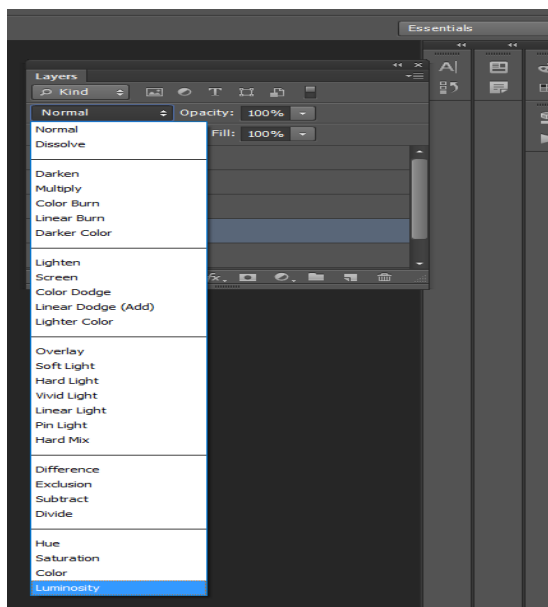 Essentials
Layers
Kind
Normal Opacity: 100%
Fill: 100%
Normal
Dissolve
Darken
Multiply
Color Burn
Linear Burn
Darker Color
Lighten
Screen
Color Dodge
Linear Dodge (Add)
Lighter Color
Overlay
Soft Light
Hard Light
Vivid Light
Linear Light
Pin Light
Hard Mix
Difference
Exclusion
Subtract
Divide
Hue
Saturation
Color
Luminosity